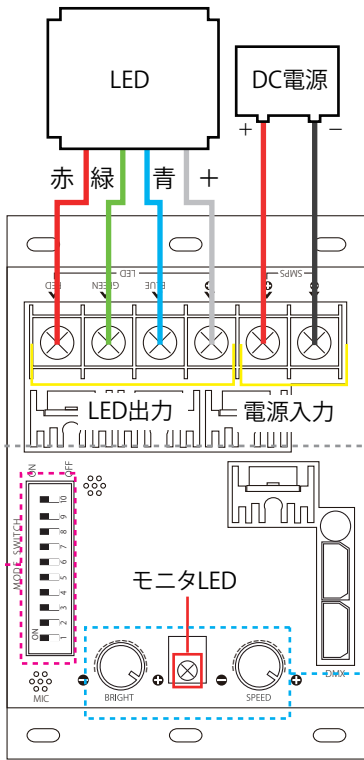 LED
DC電源
+ −
赤 緑 青 +
LED SMPS
RED GREEN BLUE
LED出力 電源入力
ON OFF
MODE SWITCH
10
9
8
7
6
5
4
3
2
1
ON
モニタLED
BRIGHT SPEED
MIC
DMX